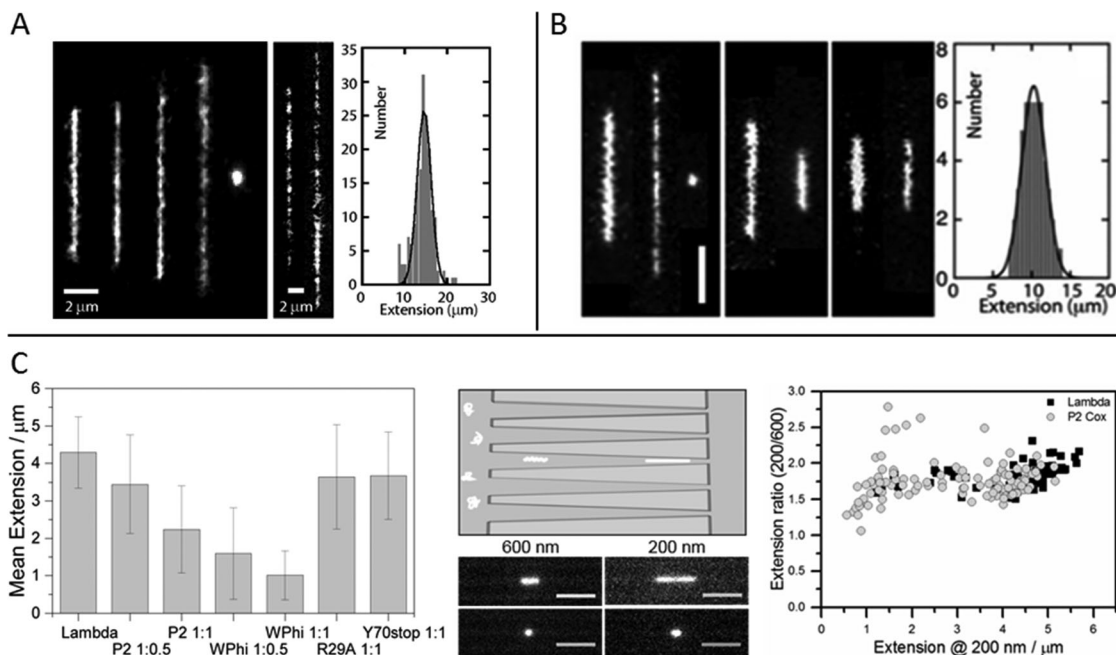 A
2 μm
2 μm
35
30
25
20
15
10
5
0
Number
0
10
20
30
Extension (μm)
B
8
6
4
2
0
Number
0
5
10
15
20
Extension (μm)
C
Mean Extension / μm
6
5
4
3
2
1
0
Lambda
P2 1:0.5
P2 1:1
WPhi 1:0.5
WPhi 1:1
R29A 1:1
Y70stop 1:1
600 nm
200 nm
Extension ratio (200/600)
3.0
2.5
2.0
1.5
1.0
0.5
0.0
Lambda
P2 Cox
0
1
2
3
4
5
6
Extension @ 200 nm / μm